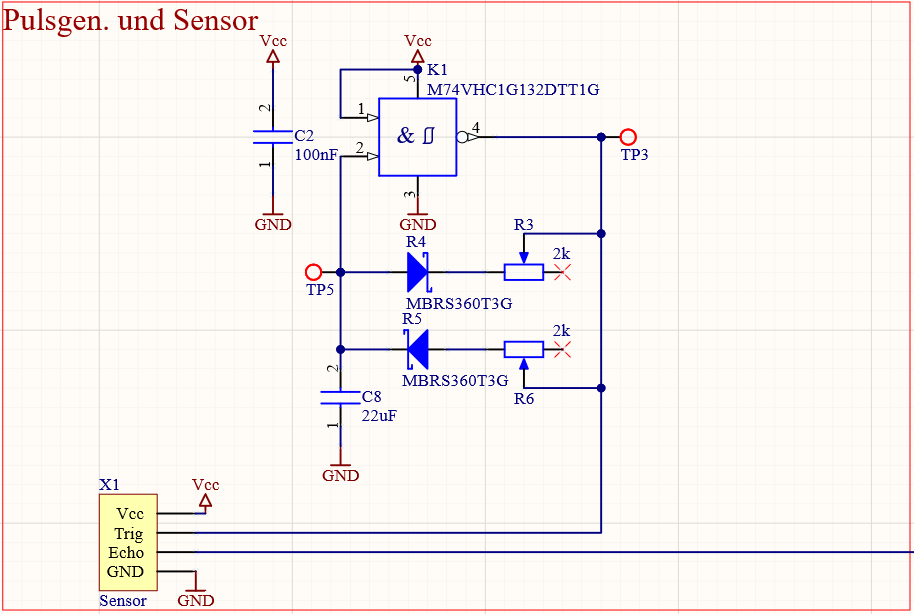 Pulsgen. und Sensor
Vcc
Vcc
K1
M74VHC1G132DTT1G
5
2
1
C2
100nF
1
2
& ⎎
4
TP3
3
GND
GND
R3
R4
2k
TP5
MBRS360T3G
R5
2k
MBRS360T3G
R6
2
C8
22uF
1
GND
X1
Vcc
Vcc
Trig
Echo
GND
Sensor
GND